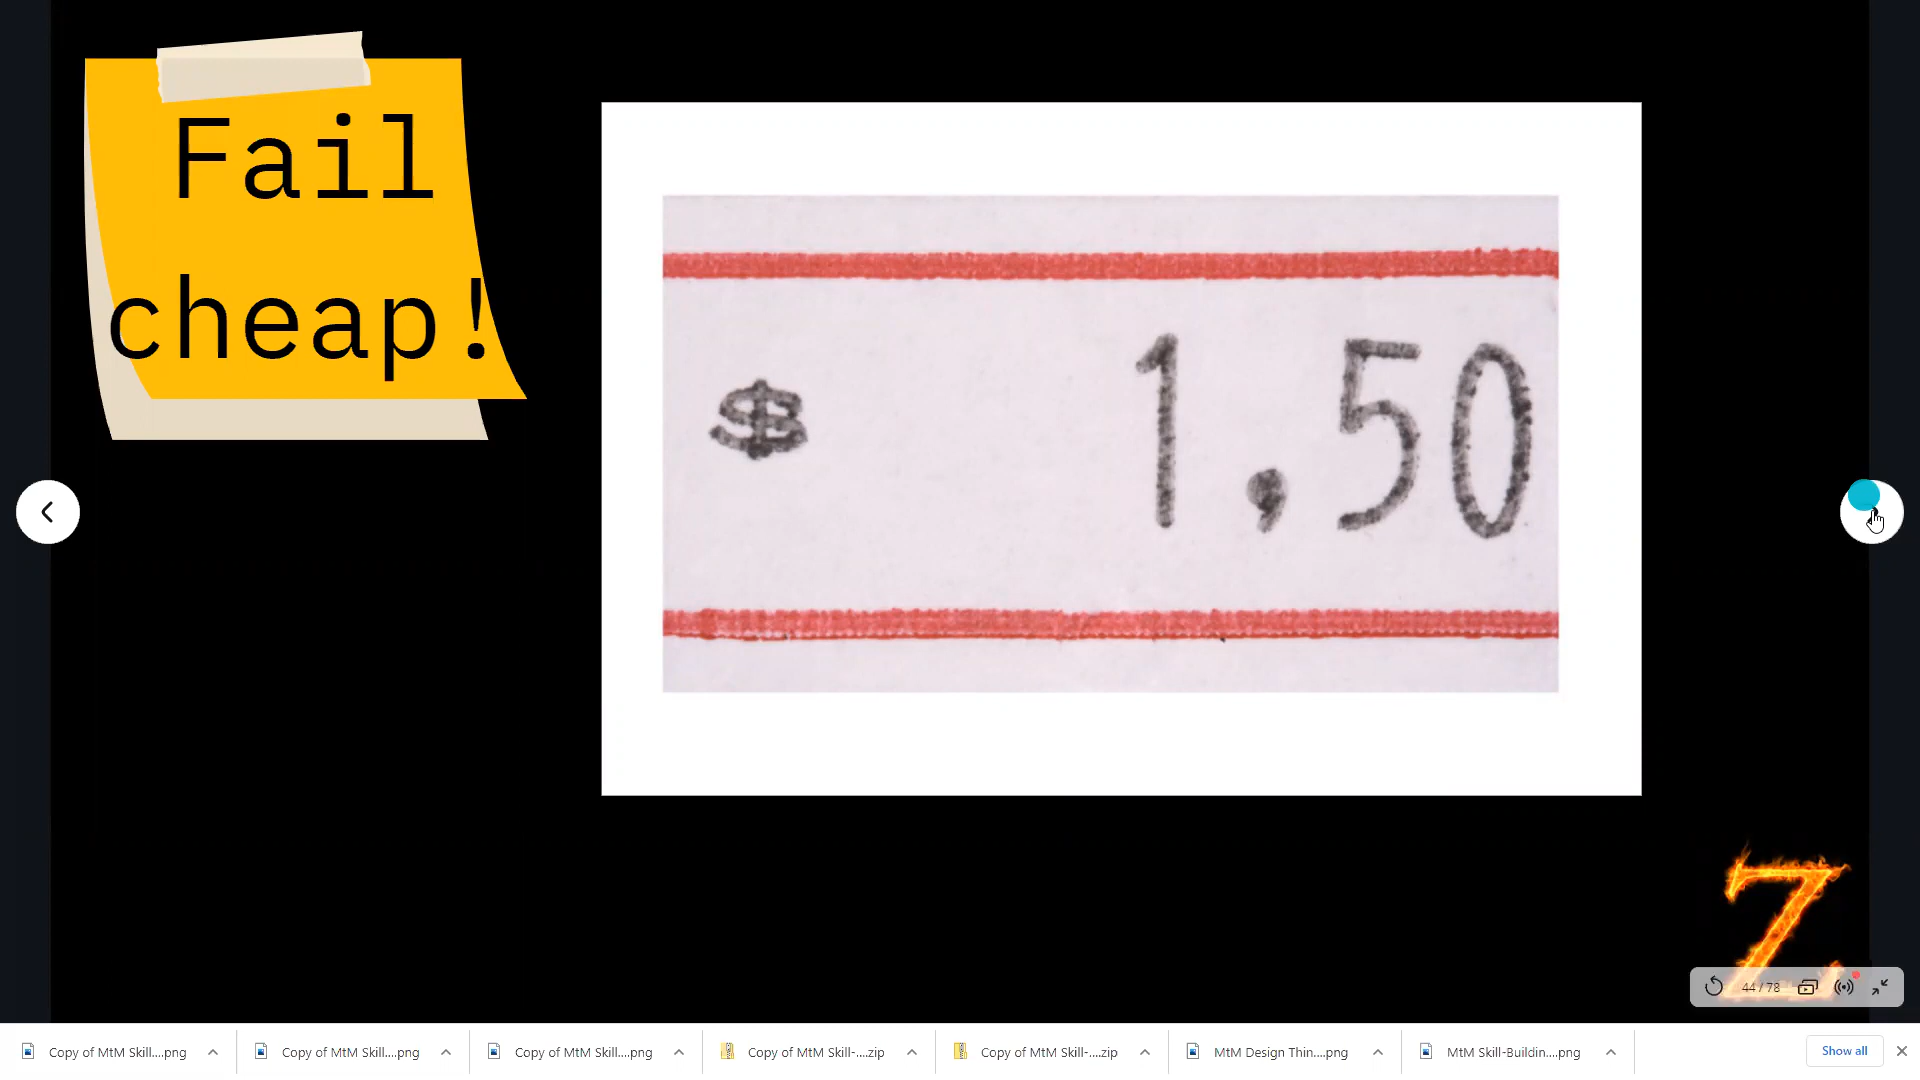 Fail
cheap!
$ 1,50
Z
44 / 78
Copy of MtM Skill....png
Copy of MtM Skill....png
Copy of MtM Skill....png
Copy of MtM Skill-....zip
Copy of MtM Skill-....zip
MtM Design Thin....png
MtM Skill-Buildin....png
Show all